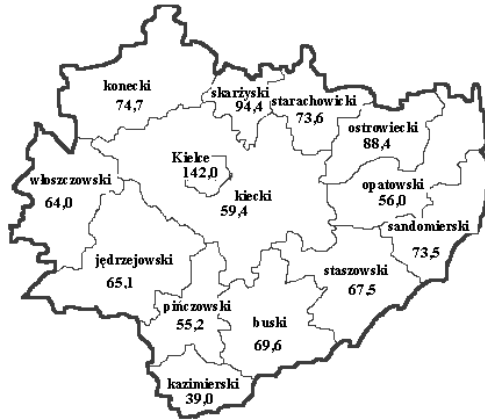 konecki
74,7
skarżyski
94,4
starachowicki
73,6
ostrowiecki
88,4
Kielce
142,0
włoszczowski
64,0
kiecki
59,4
opatowski
56,0
sandomierski
73,5
jędrzejowski
65,1
staszowski
67,5
pińczowski
55,2
buski
69,6
kazimierski
39,0